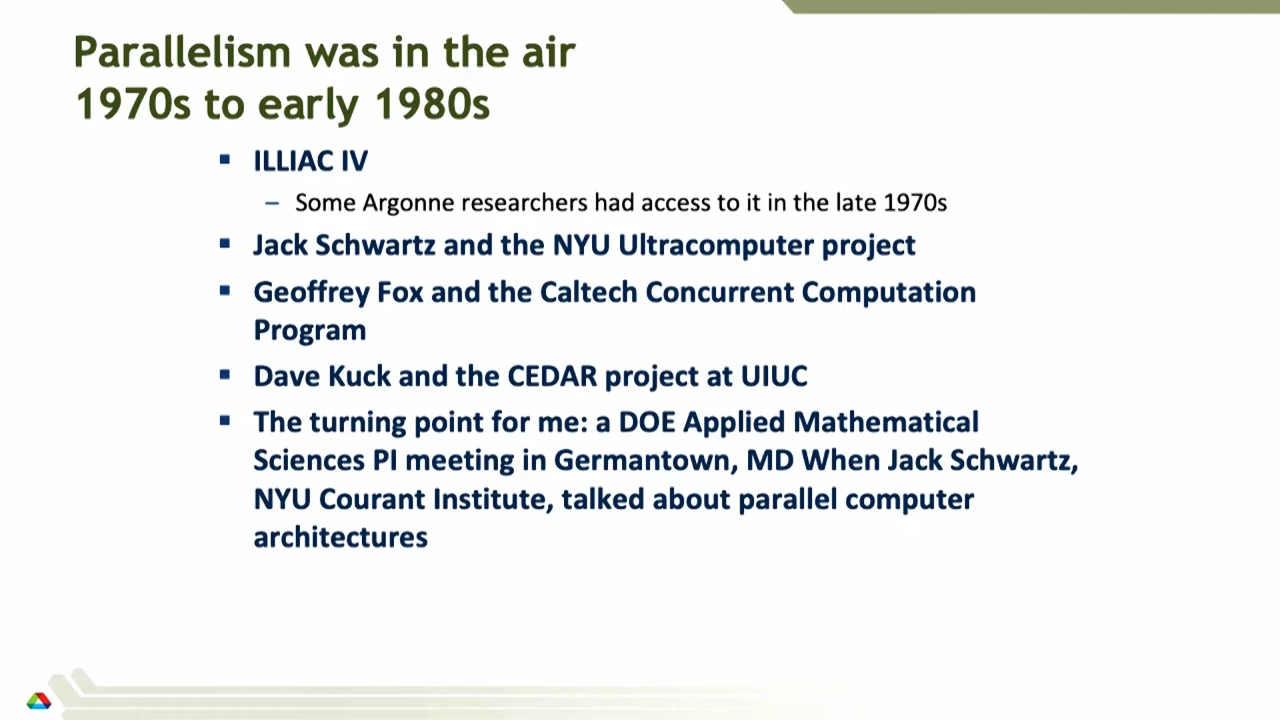 Parallelism was in the air
1970s to early 1980s
▪ ILLIAC IV
– Some Argonne researchers had access to it in the late 1970s
▪ Jack Schwartz and the NYU Ultracomputer project
▪ Geoffrey Fox and the Caltech Concurrent Computation
Program
▪ Dave Kuck and the CEDAR project at UIUC
▪ The turning point for me: a DOE Applied Mathematical
Sciences PI meeting in Germantown, MD When Jack Schwartz,
NYU Courant Institute, talked about parallel computer
architectures